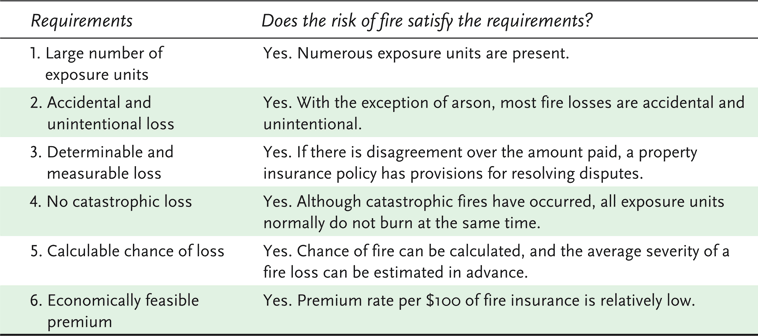 Requirements Does the risk of fire satisfy the requirements?
1. Large number of Yes. Numerous exposure units are present.
exposure units
2. Accidental and Yes. With the exception of arson, most fire losses are accidental and
unintentional loss unintentional.
3. Determinable and Yes. If there is disagreement over the amount paid, a property
measurable loss insurance policy has provisions for resolving disputes.
4. No catastrophic loss Yes. Although catastrophic fires have occurred, all exposure units
normally do not burn at the same time.
5. Calculable chance of loss Yes. Chance of fire can be calculated, and the average severity of a
fire loss can be estimated in advance.
6. Economically feasible Yes. Premium rate per $100 of fire insurance is relatively low.
premium